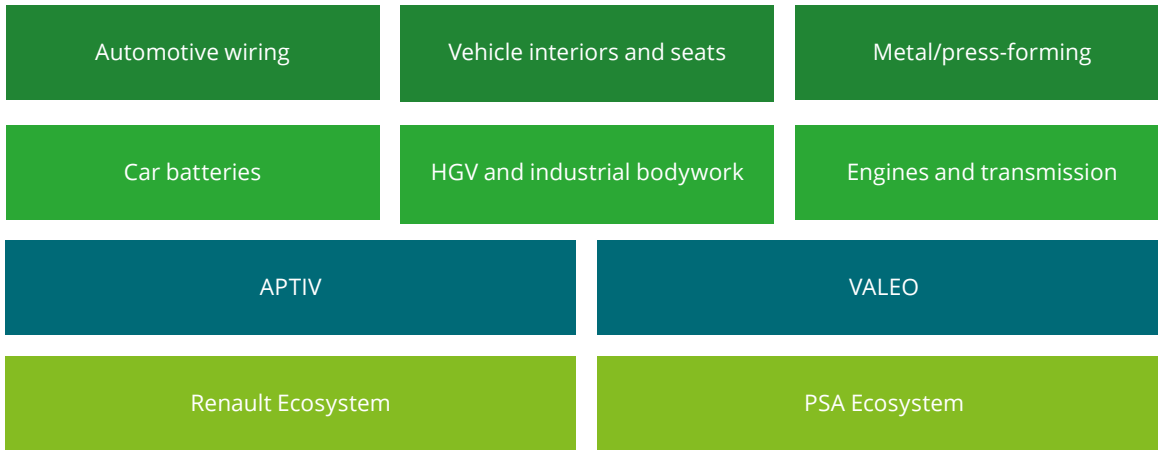 Automotive wiring
Vehicle interiors and seats
Metal/press-forming
Car batteries
HGV and industrial bodywork
Engines and transmission
APTIV
VALEO
Renault Ecosystem
PSA Ecosystem